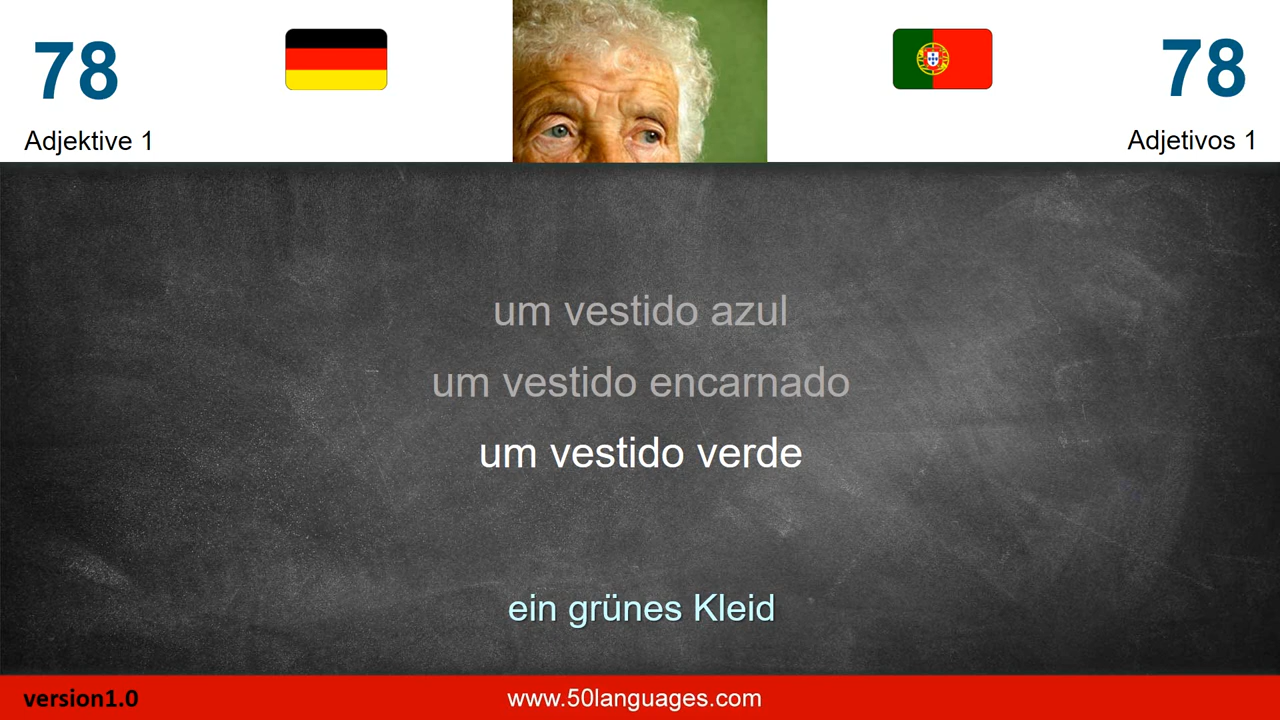 78
78
Adjektive 1
Adjetivos 1
um vestido azul
um vestido encarnado
um vestido verde
ein grünes Kleid
version1.0
www.50languages.com